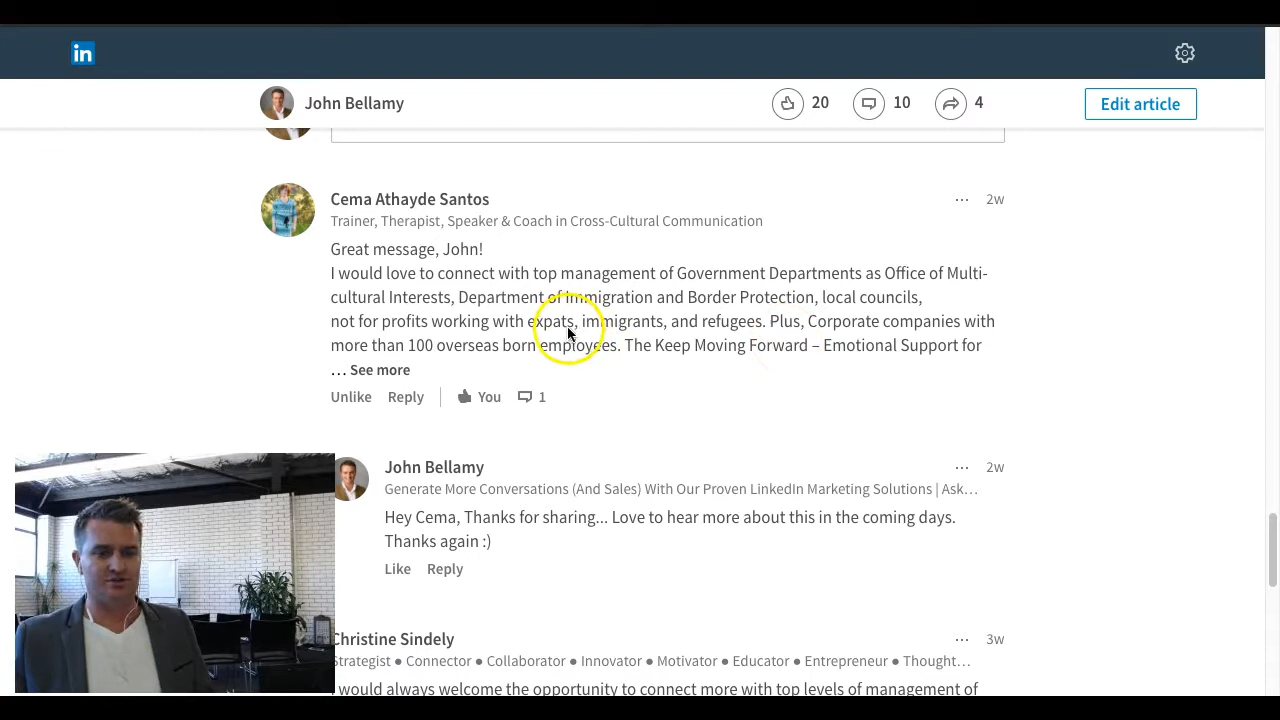 in
John Bellamy
20
10
4
Edit article
Cema Athayde Santos
... 2w
Trainer, Therapist, Speaker & Coach in Cross-Cultural Communication
Great message, John!
I would love to connect with top management of Government Departments as Office of Multi-
cultural Interests, Department of Immigration and Border Protection, local councils,
not for profits working with expats, immigrants, and refugees. Plus, Corporate companies with
more than 100 overseas born employees. The Keep Moving Forward – Emotional Support for
... See more
Unlike Reply You 1
John Bellamy
... 2w
Generate More Conversations (And Sales) With Our Proven LinkedIn Marketing Solutions | Ask...
Hey Cema, Thanks for sharing... Love to hear more about this in the coming days.
Thanks again :)
Like Reply
Christine Sindely
... 3w
Strategist ● Connector ● Collaborator ● Innovator ● Motivator ● Educator ● Entrepreneur ● Thought...
I would always welcome the opportunity to connect more with top levels of management of